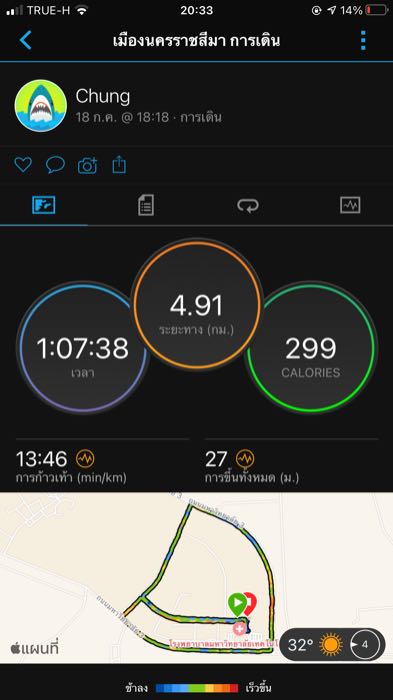 TRUE-H 20:33 14%
เมืองนครราชสีมา การเดิน
Chung
18 ก.ค. @ 18:18 · การเดิน
4.91
ระยะทาง (กม.)
1:07:38
เวลา
299
CALORIES
13:46
การก้าวเท้า (min/km)
27
การขึ้นทั้งหมด (ม.)
โรงพยาบาลมหาวิทยาลัยเทคโนโ
32°
4
แผนที่
ช้าลง
เร็วขึ้น